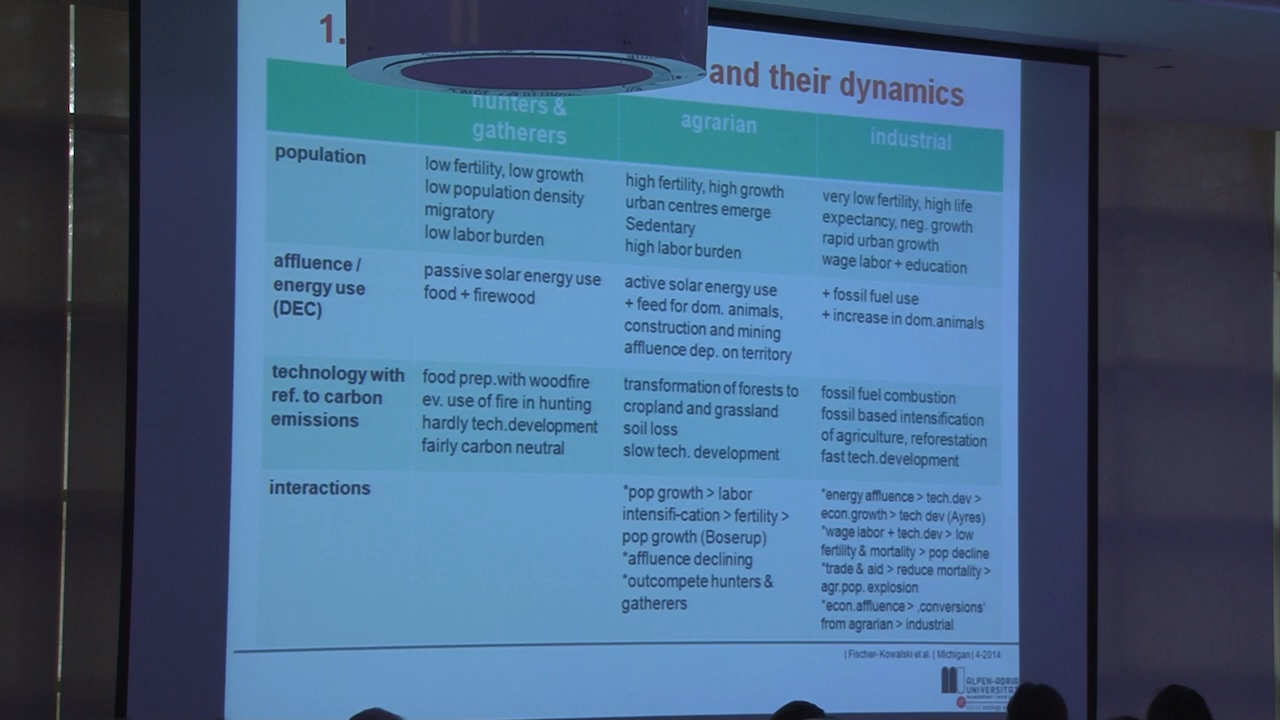 1.
and their dynamics
hunters &
gatherers
agrarian
industrial
population
low fertility, low growth
low population density
migratory
low labor burden
high fertility, high growth
urban centres emerge
Sedentary
high labor burden
very low fertility, high life
expectancy, neg. growth
rapid urban growth
wage labor + education
affluence /
energy use
(DEC)
passive solar energy use
food + firewood
active solar energy use
+ feed for dom. animals,
construction and mining
affluence dep. on territory
+ fossil fuel use
+ increase in dom.animals
technology with
ref. to carbon
emissions
food prep.with woodfire
ev. use of fire in hunting
hardly tech.development
fairly carbon neutral
transformation of forests to
cropland and grassland
soil loss
slow tech. development
fossil fuel combustion
fossil based intensification
of agriculture, reforestation
fast tech.development
interactions
*pop growth > labor
intensifi-cation > fertility >
pop growth (Boserup)
*affluence declining
*outcompete hunters &
gatherers
*energy affluence > tech.dev >
econ.growth > tech dev (Ayres)
*wage labor + tech.dev > low
fertility & mortality > pop decline
*trade & aid > reduce mortality >
agr.pop. explosion
*econ.affluence > ‚conversions'
from agrarian > industrial
| Fischer-Kowalski et al. | Michigan | 4-2014
ALPEN-ADRIA
UNIVERSITÄT